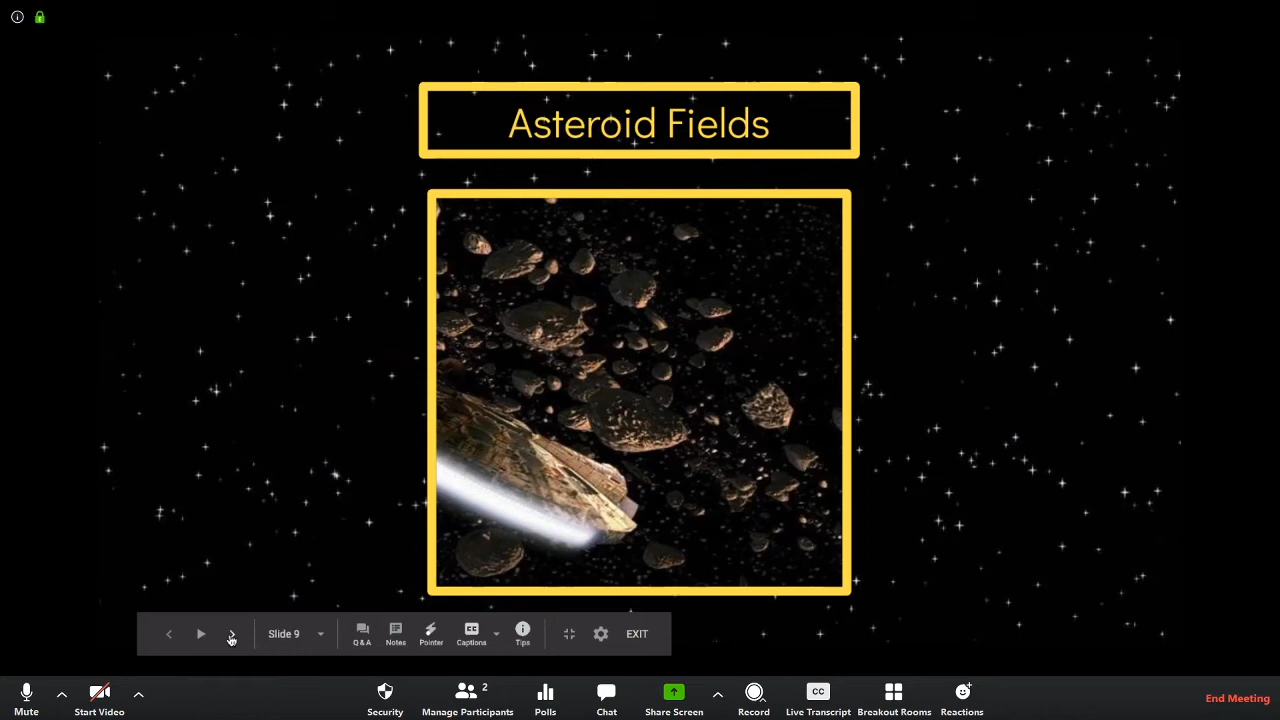 Asteroid Fields
Slide 9
Q & A
Notes
Pointer
CC
Captions
Tips
EXIT
Mute
Start Video
Security
2
Manage Participants
Polls
Chat
Share Screen
Record
CC
Live Transcript
Breakout Rooms
Reactions
End Meeting